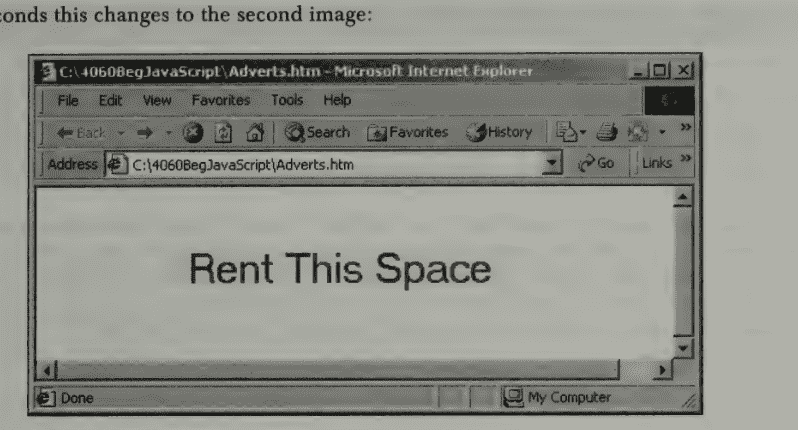 conds this changes to the second image:
C:\4060BegJavaScript\Adverts.htm - Microsoft Internet Explorer
File Edit View Favorites Tools Help
Back Search Favorites History »
Address C:\4060BegJavaScript\Adverts.htm Go Links »
Rent This Space
Done My Computer